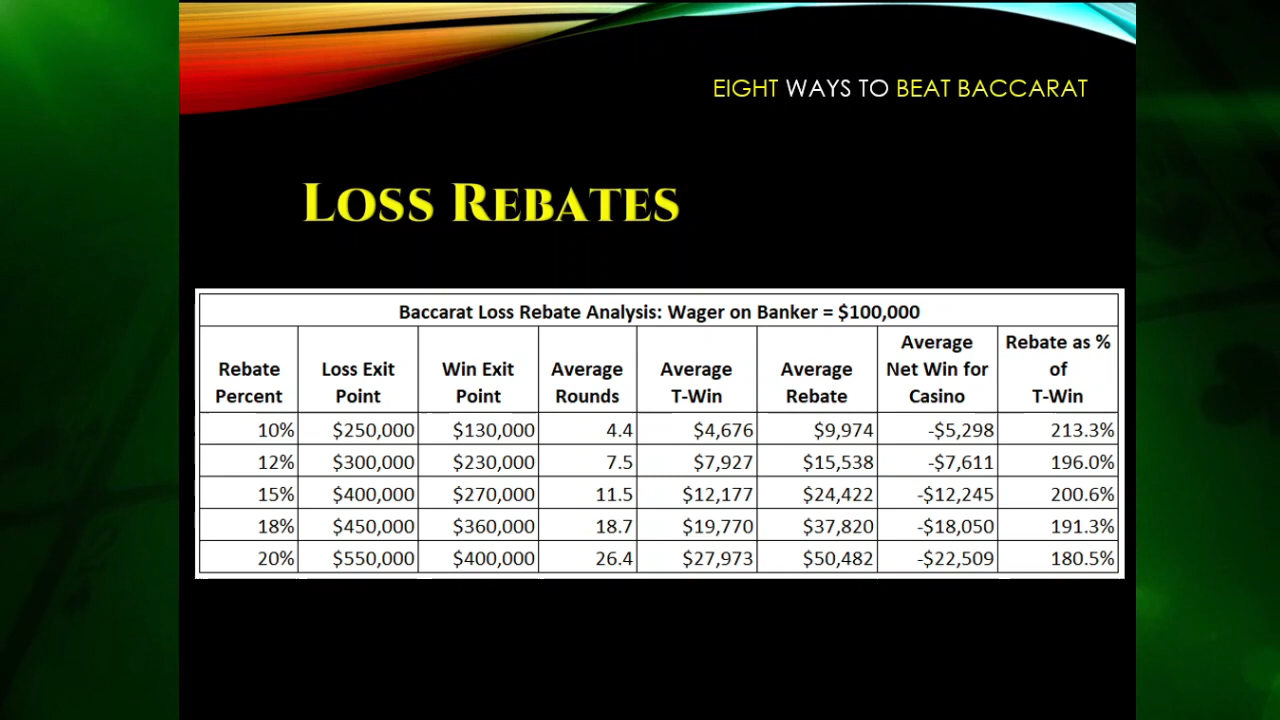 EIGHT WAYS TO BEAT BACCARAT
LOSS REBATES
Baccarat Loss Rebate Analysis: Wager on Banker = $100,000
Rebate Percent Loss Exit Point Win Exit Point Average Rounds Average T-Win Average Rebate Average Net Win for Casino Rebate as % of T-Win
10% $250,000 $130,000 4.4 $4,676 $9,974 -$5,298 213.3%
12% $300,000 $230,000 7.5 $7,927 $15,538 -$7,611 196.0%
15% $400,000 $270,000 11.5 $12,177 $24,422 -$12,245 200.6%
18% $450,000 $360,000 18.7 $19,770 $37,820 -$18,050 191.3%
20% $550,000 $400,000 26.4 $27,973 $50,482 -$22,509 180.5%